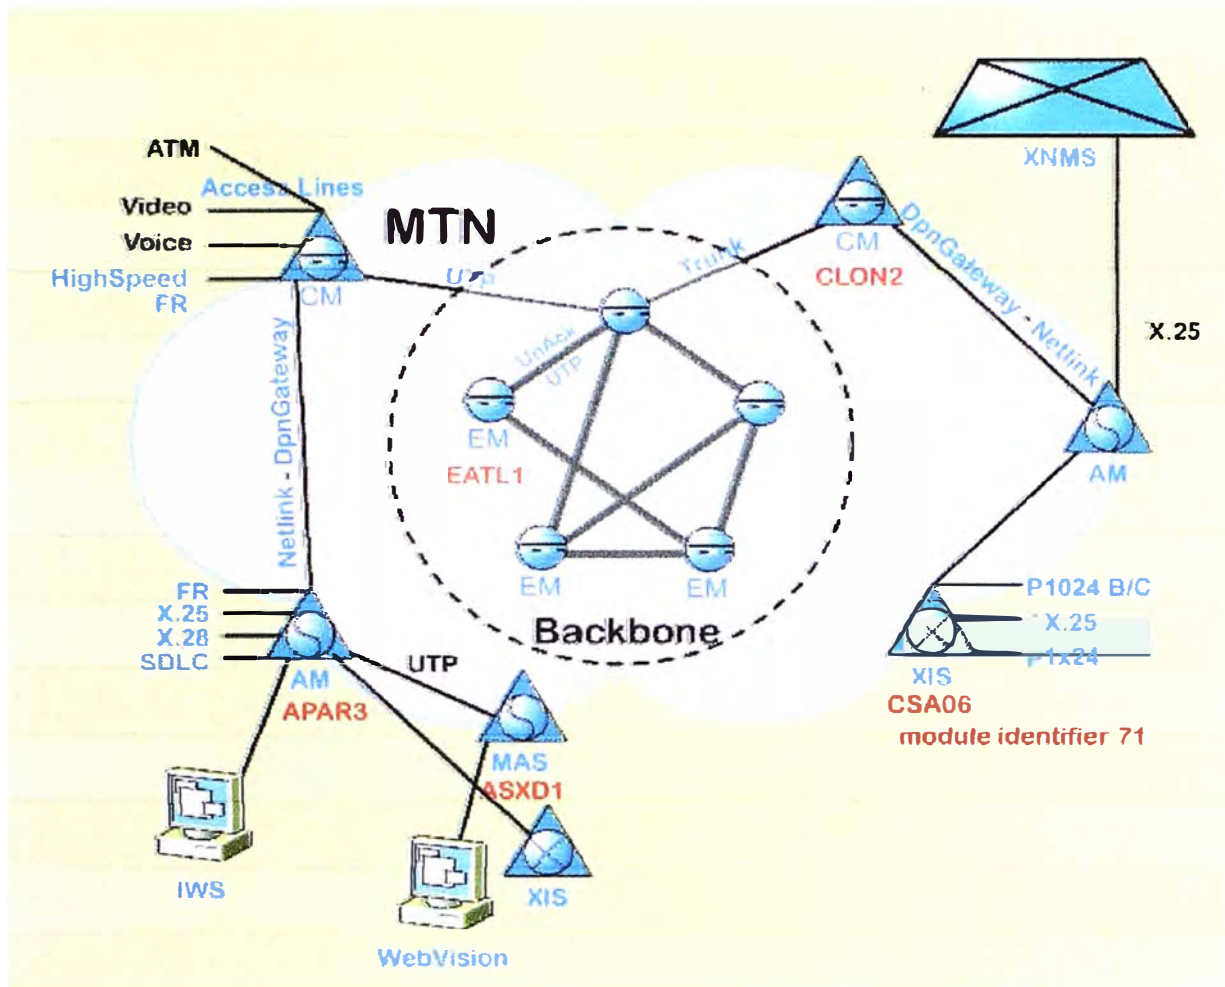 XNMS
ATM
Access Lines
Video
Voice
HighSpeed
FR
CM
MTN
UTP
Trunk
CM
CLON2
DpnGateway - Netlink
X.25
AM
UnAck
UTP
EM
EATL1
EM
EM
Backbone
Netlink - DpnGateway
FR
X.25
X.28
SDLC
AM
APAR3
UTP
MAS
ASXD1
P1024 B/C
X.25
P1x24
XIS
CSA06
module identifier 71
IWS
XIS
WebVision